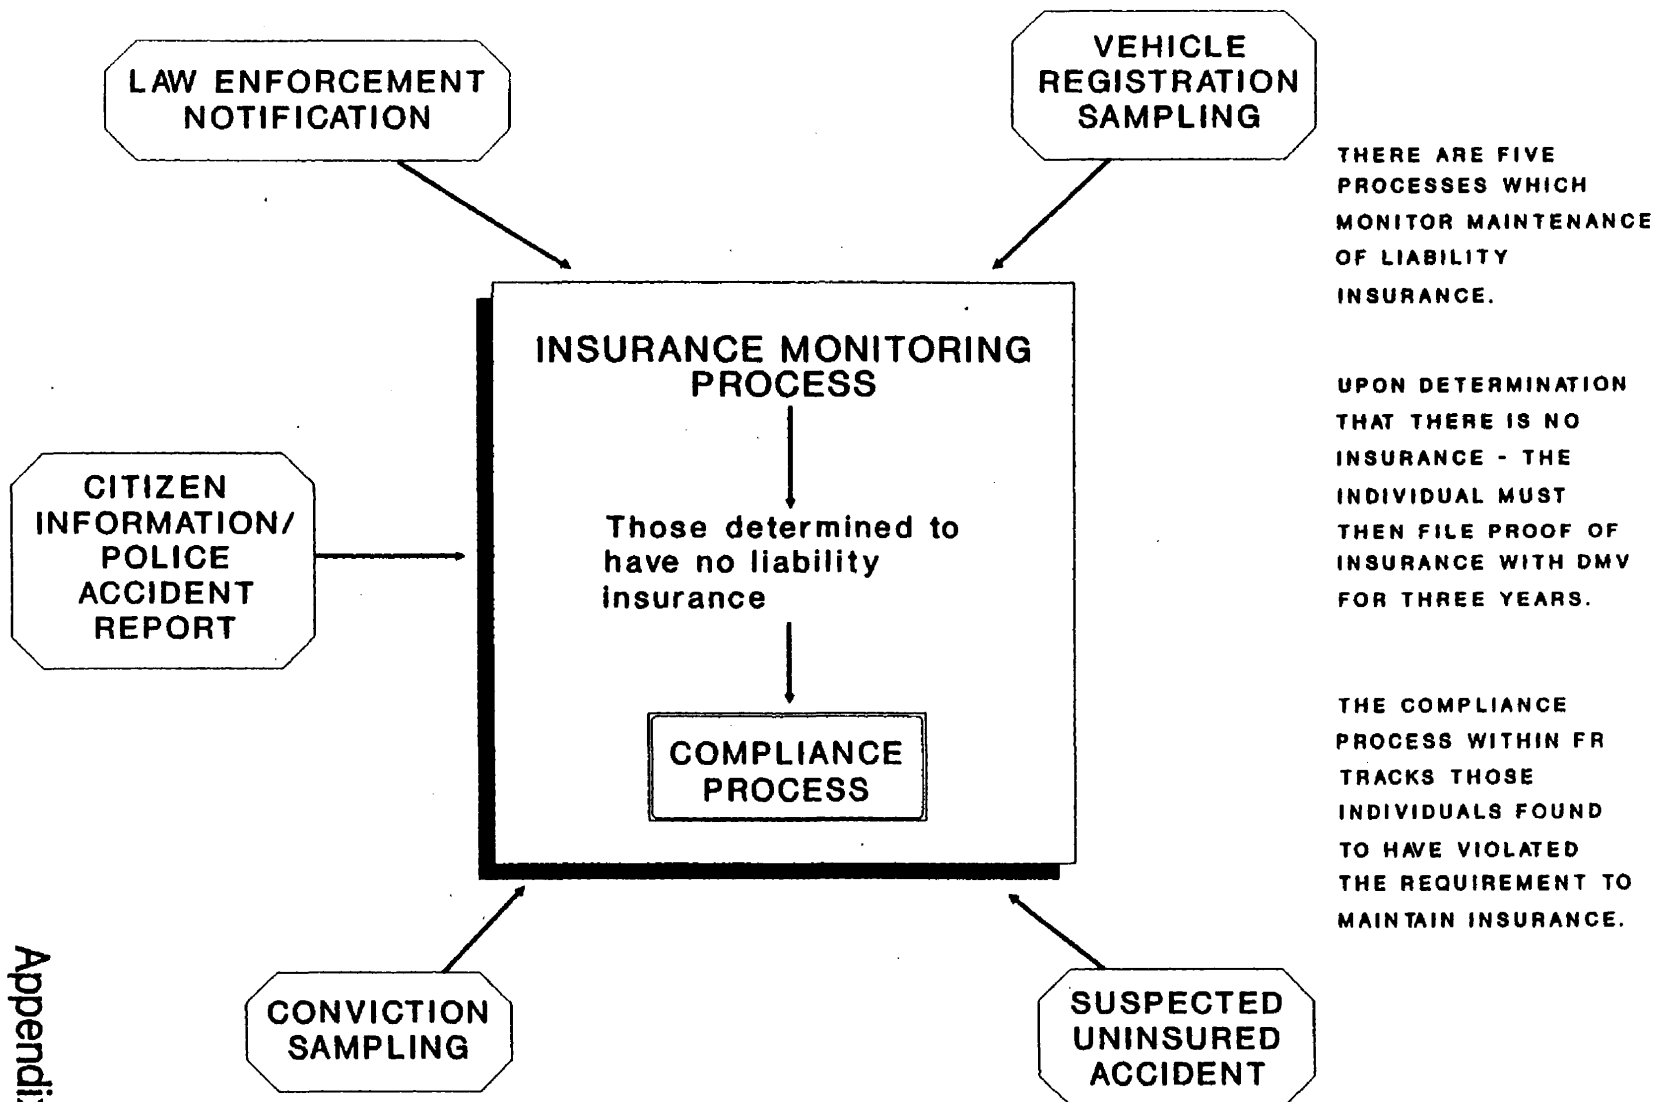 LAW ENFORCEMENT
NOTIFICATION
VEHICLE
REGISTRATION
SAMPLING
THERE ARE FIVE
PROCESSES WHICH
MONITOR MAINTENANCE
OF LIABILITY
INSURANCE.
INSURANCE MONITORING
PROCESS
UPON DETERMINATION
THAT THERE IS NO
INSURANCE - THE
INDIVIDUAL MUST
THEN FILE PROOF OF
INSURANCE WITH DMV
FOR THREE YEARS.
CITIZEN
INFORMATION/
POLICE
ACCIDENT
REPORT
Those determined to
have no liability
insurance
THE COMPLIANCE
PROCESS WITHIN FR
TRACKS THOSE
INDIVIDUALS FOUND
TO HAVE VIOLATED
THE REQUIREMENT TO
MAINTAIN INSURANCE.
COMPLIANCE
PROCESS
CONVICTION
SAMPLING
SUSPECTED
UNINSURED
ACCIDENT
Appendix